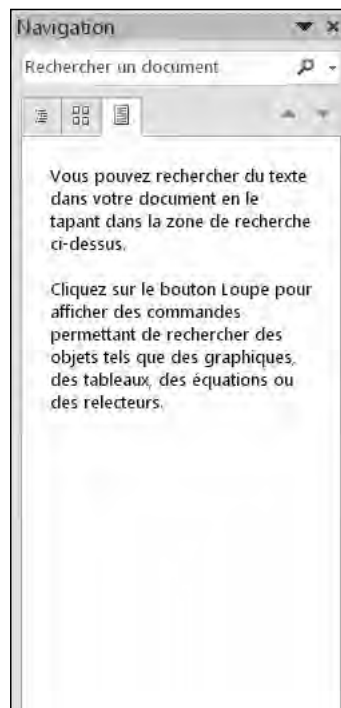 Navigation
Rechercher un document
Vous pouvez rechercher du texte
dans votre document en le
tapant dans la zone de recherche
ci-dessus.
Cliquez sur le bouton Loupe pour
afficher des commandes
permettant de rechercher des
objets tels que des graphiques,
des tableaux, des équations ou
des relecteurs.